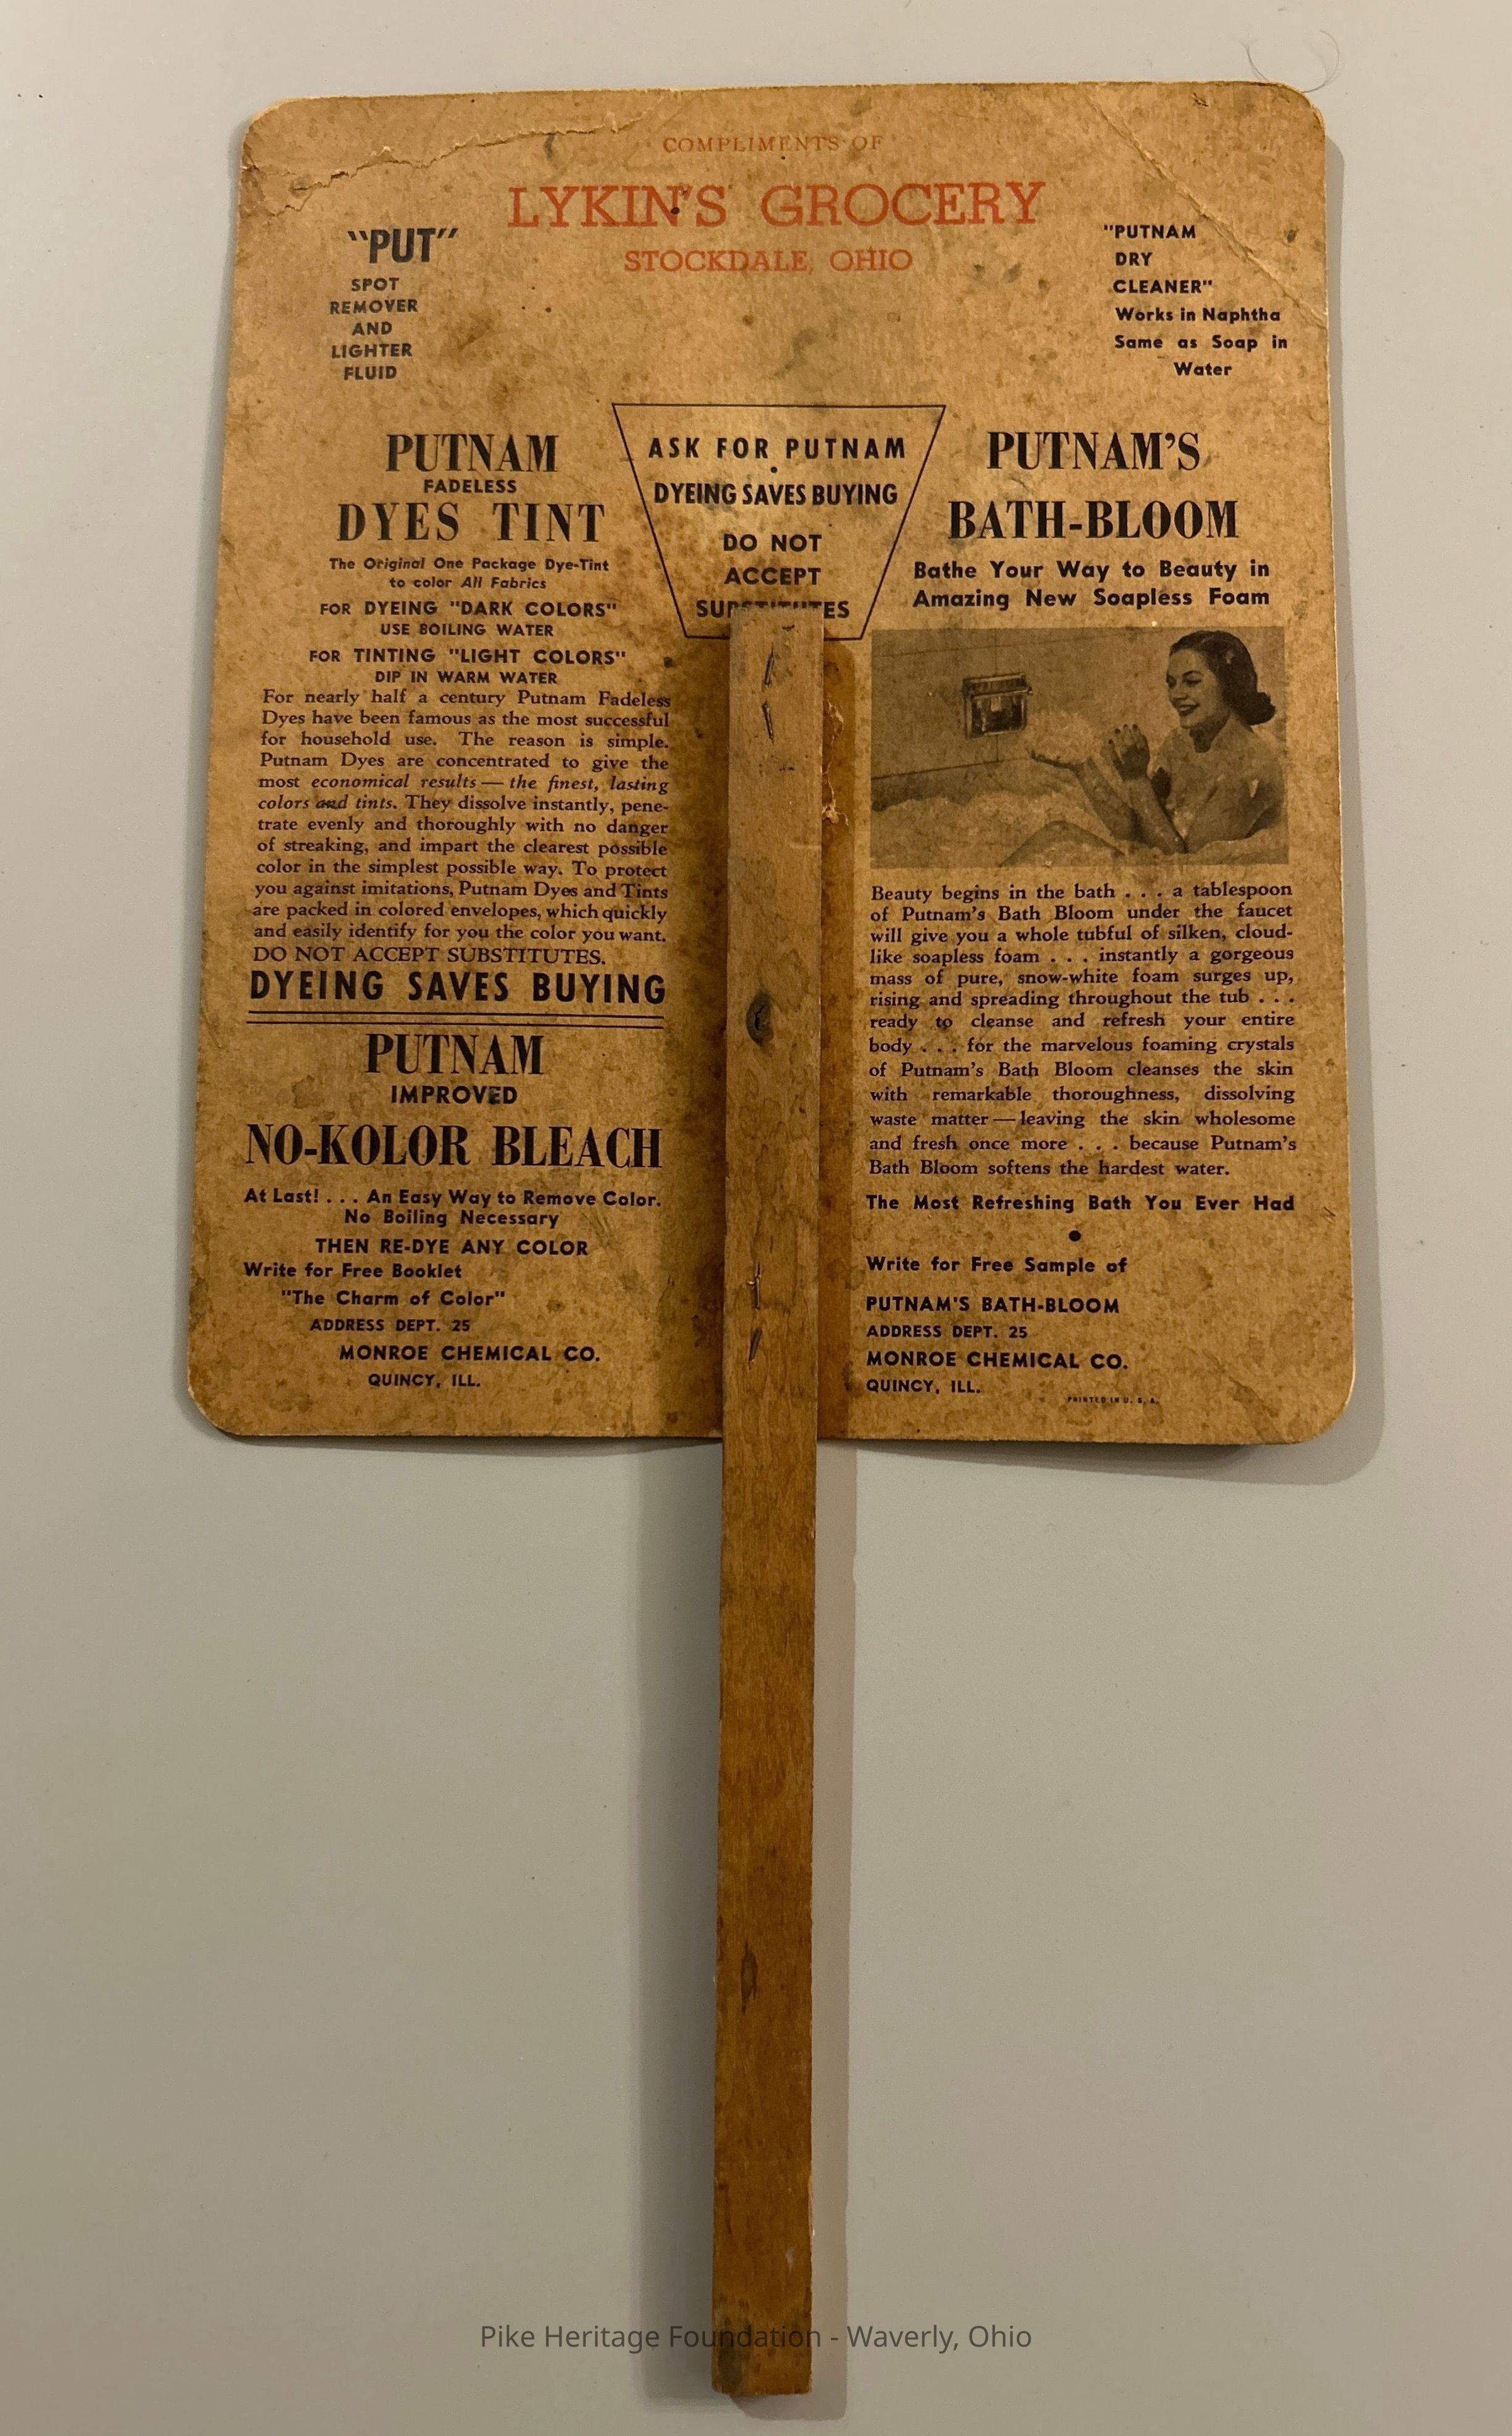 COMPLIMENTS OF
LYKIN'S GROCERY
STOCKDALE, OHIO
"PUT"
SPOT
REMOVER
AND
LIGHTER
FLUID
"PUTNAM
DRY
CLEANER"
Works in Naphtha
Same as Soap in
Water
ASK FOR PUTNAM
DYEING SAVES BUYING
DO NOT
ACCEPT
SUBSTITUTES
PUTNAM
FADELESS
DYES TINT
The Original One Package Dye-Tint
to color All Fabrics
FOR DYEING "DARK COLORS"
USE BOILING WATER
FOR TINTING "LIGHT COLORS"
DIP IN WARM WATER
For nearly half a century Putnam Fadeless
Dyes have been famous as the most successful
for household use. The reason is simple.
Putnam Dyes are concentrated to give the
most economical results — the finest, lasting
colors and tints. They dissolve instantly, pene-
trate evenly and thoroughly with no danger
of streaking, and impart the clearest possible
color in the simplest possible way. To protect
you against imitations, Putnam Dyes and Tints
are packed in colored envelopes, which quickly
and easily identify for you the color you want.
DO NOT ACCEPT SUBSTITUTES.
DYEING SAVES BUYING
PUTNAM
IMPROVED
NO-KOLOR BLEACH
At Last! . . . An Easy Way to Remove Color.
No Boiling Necessary
THEN RE-DYE ANY COLOR
Write for Free Booklet
"The Charm of Color"
ADDRESS DEPT. 25
MONROE CHEMICAL CO.
QUINCY, ILL.
PUTNAM'S
BATH-BLOOM
Bathe Your Way to Beauty in
Amazing New Soapless Foam
Beauty begins in the bath . . . a tablespoon
of Putnam's Bath Bloom under the faucet
will give you a whole tubful of silken, cloud-
like soapless foam . . . instantly a gorgeous
mass of pure, snow-white foam surges up,
rising and spreading throughout the tub . . .
ready to cleanse and refresh your entire
body . . . for the marvelous foaming crystals
of Putnam's Bath Bloom cleanses the skin
with remarkable thoroughness, dissolving
waste matter — leaving the skin wholesome
and fresh once more . . . because Putnam's
Bath Bloom softens the hardest water.
The Most Refreshing Bath You Ever Had
Write for Free Sample of
PUTNAM'S BATH-BLOOM
ADDRESS DEPT. 25
MONROE CHEMICAL CO.
QUINCY, ILL.
PRINTED IN U. S. A.
Pike Heritage Foundation - Waverly, Ohio